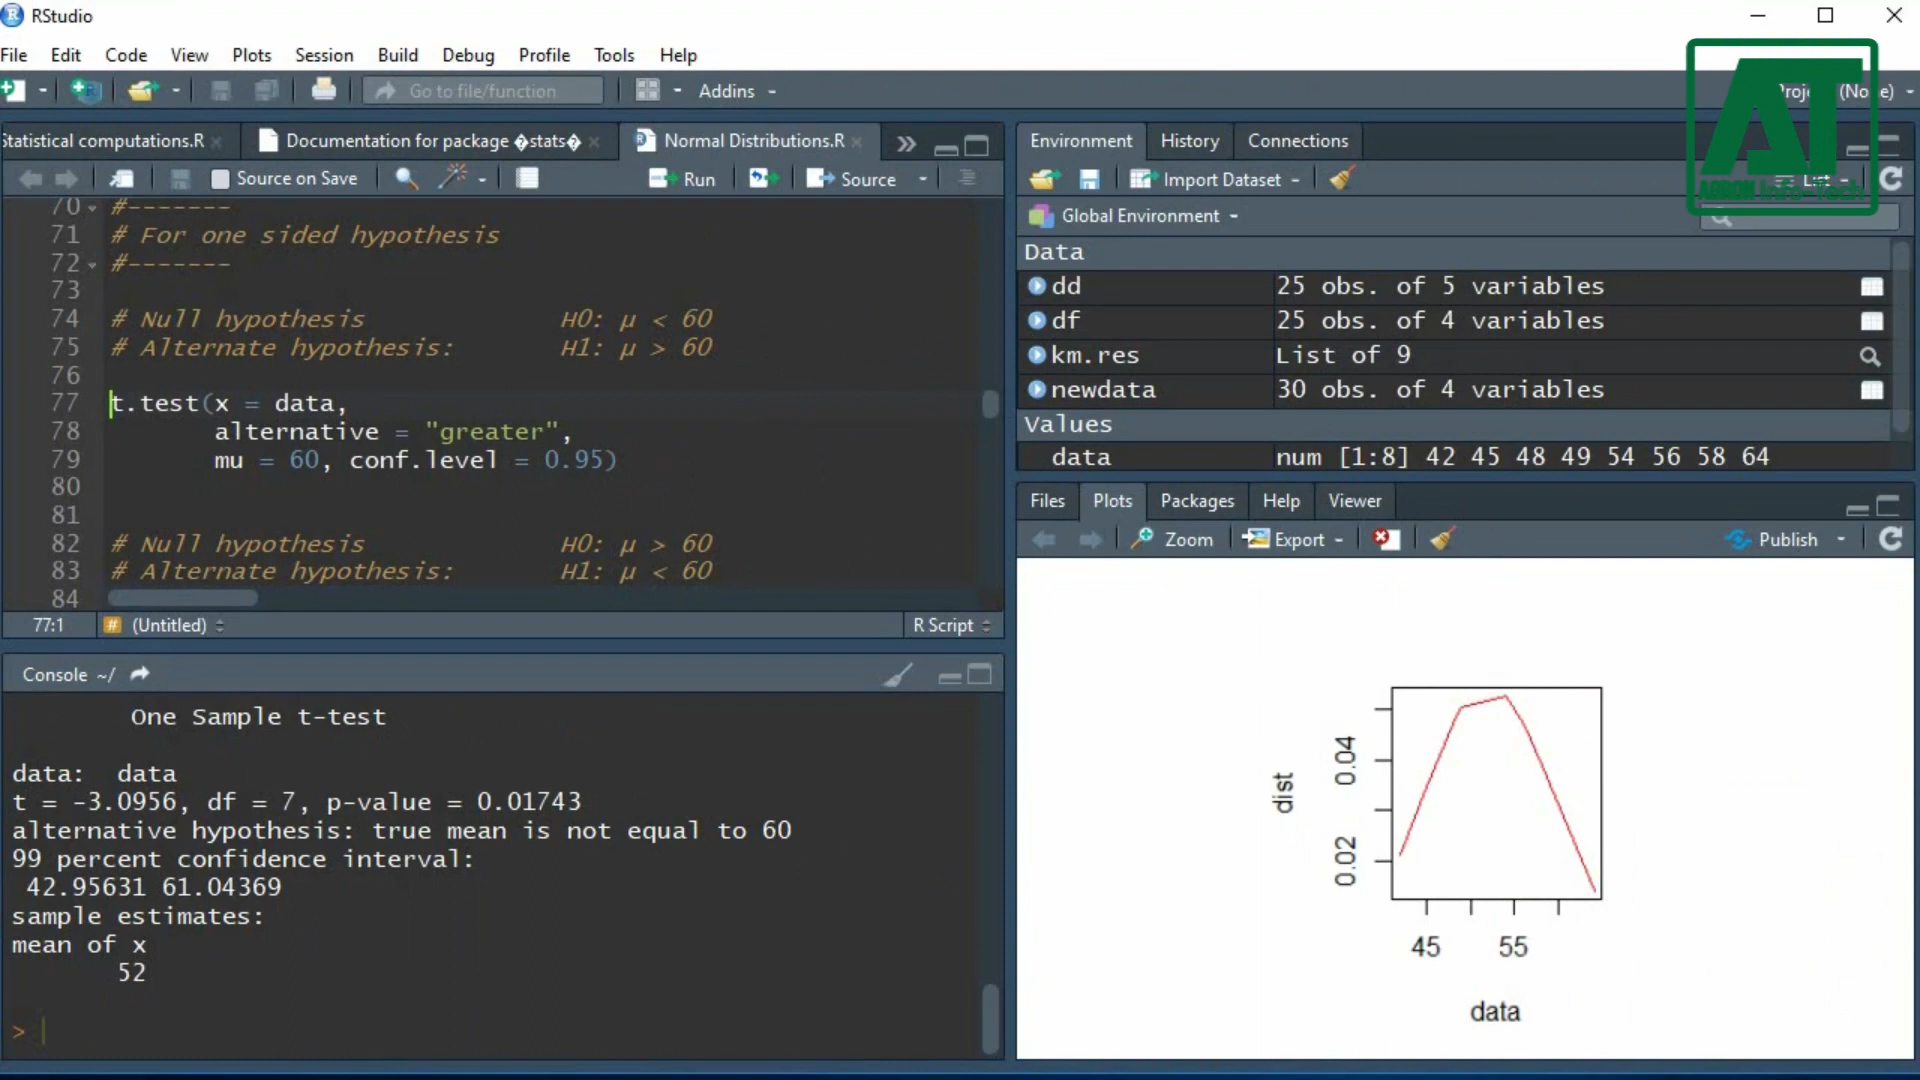 RStudio
File Edit Code View Plots Session Build Debug Profile Tools Help
Go to file/function Addins
(None)
Statistical computations.R Documentation for package �stats� Normal Distributions.R
Source on Save Run Source
70 #-------
71 # For one sided hypothesis
72 #-------
73
74 # Null hypothesis H0: μ < 60
75 # Alternate hypothesis: H1: μ > 60
76
77 t.test(x = data,
78 alternative = "greater",
79 mu = 60, conf.level = 0.95)
80
81
82 # Null hypothesis H0: μ > 60
83 # Alternate hypothesis: H1: μ < 60
84
77:1 # (Untitled) R Script
Console ~/
One Sample t-test
data: data
t = -3.0956, df = 7, p-value = 0.01743
alternative hypothesis: true mean is not equal to 60
99 percent confidence interval:
42.95631 61.04369
sample estimates:
mean of x
52
>
Environment History Connections
Import Dataset List
Global Environment
Data
dd 25 obs. of 5 variables
df 25 obs. of 4 variables
km.res List of 9
newdata 30 obs. of 4 variables
Values
data num [1:8] 42 45 48 49 54 56 58 64
Files Plots Packages Help Viewer
Zoom Export Publish
dist
0.04
0.02
45 55
data
AT
Info-Tech